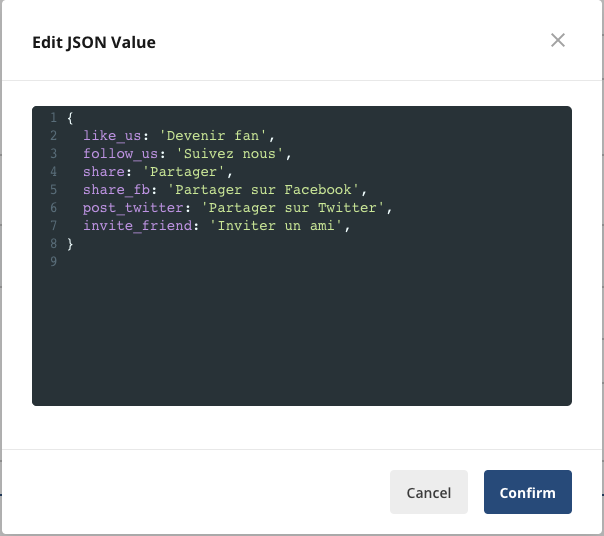 Edit JSON Value
1 {
2 like_us: 'Devenir fan',
3 follow_us: 'Suivez nous',
4 share: 'Partager',
5 share_fb: 'Partager sur Facebook',
6 post_twitter: 'Partager sur Twitter',
7 invite_friend: 'Inviter un ami',
8 }
9
Cancel Confirm